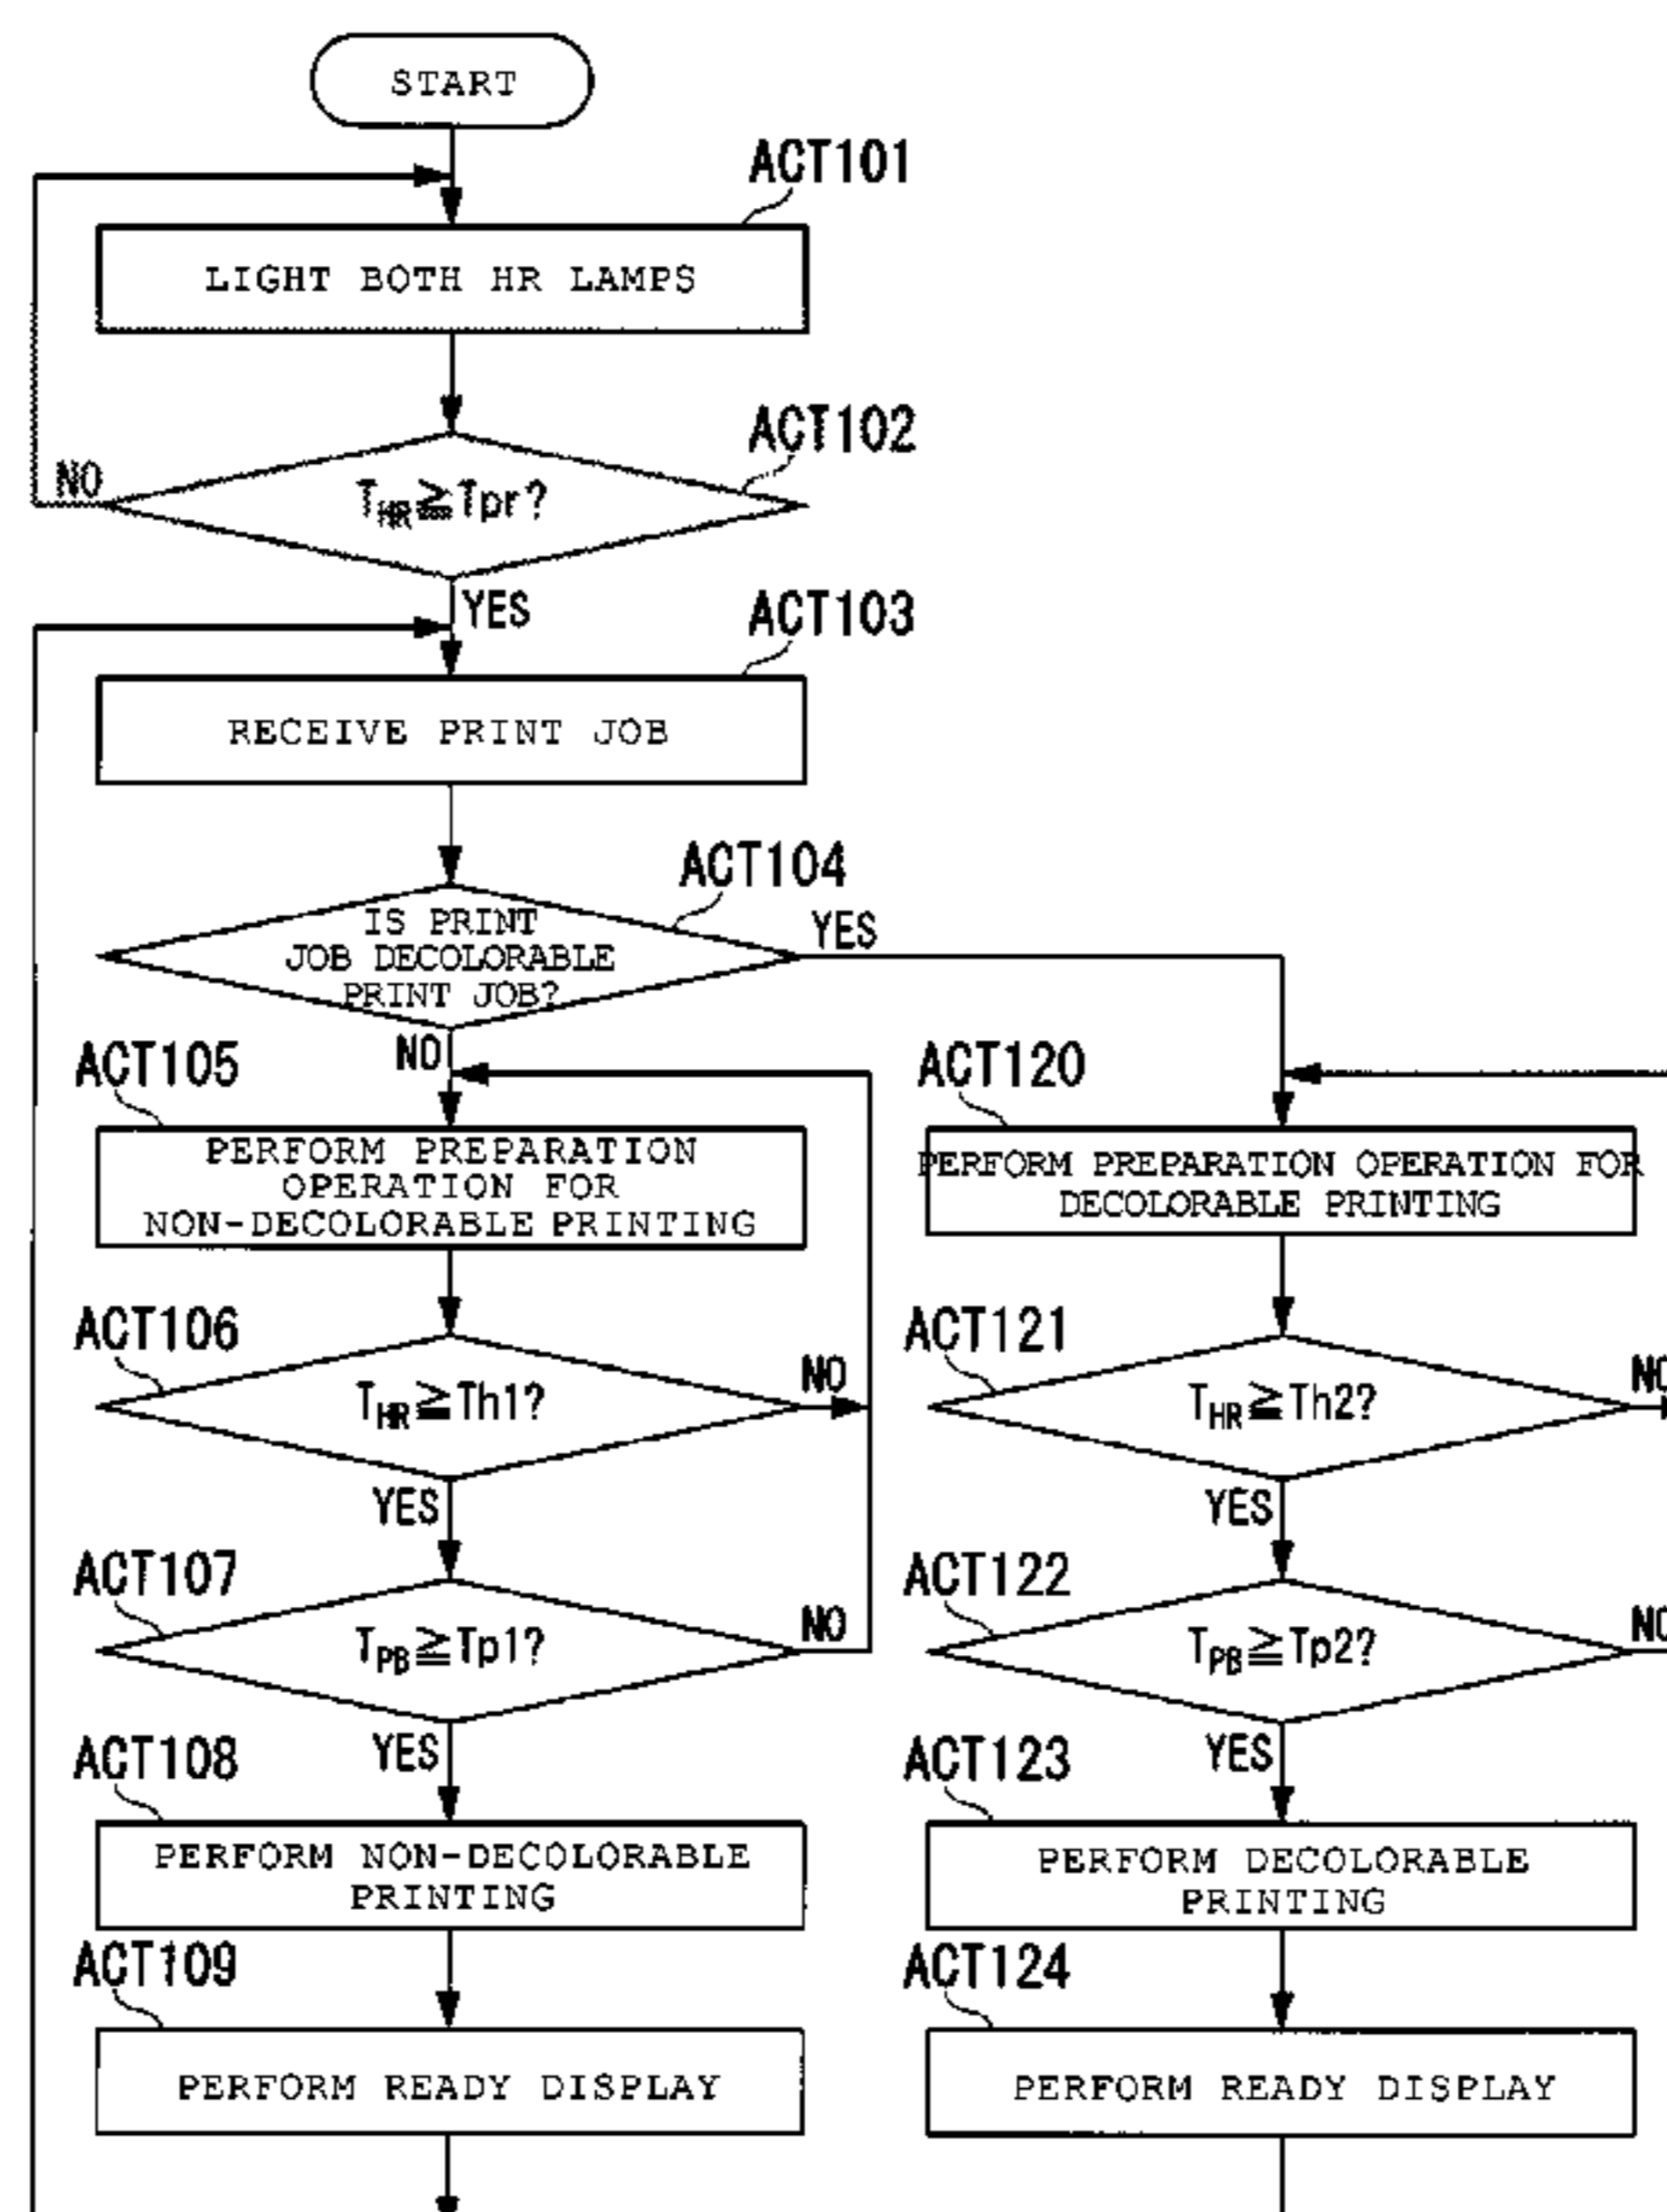 START
ACT101
LIGHT BOTH HR LAMPS
ACT102
NO
THR≧Tpr?
YES
ACT103
RECEIVE PRINT JOB
ACT104
IS PRINT
JOB DECOLORABLE
PRINT JOB?
YES
NO
ACT105
PERFORM PREPARATION
OPERATION FOR
NON-DECOLORABLE PRINTING
ACT106
THR≧Th1?
NO
YES
ACT107
TPB≧Tp1?
NO
YES
ACT108
PERFORM NON-DECOLORABLE
PRINTING
ACT109
PERFORM READY DISPLAY
ACT120
PERFORM PREPARATION OPERATION FOR
DECOLORABLE PRINTING
ACT121
THR≧Th2?
NO
YES
ACT122
TPB≧Tp2?
NO
YES
ACT123
PERFORM DECOLORABLE
PRINTING
ACT124
PERFORM READY DISPLAY